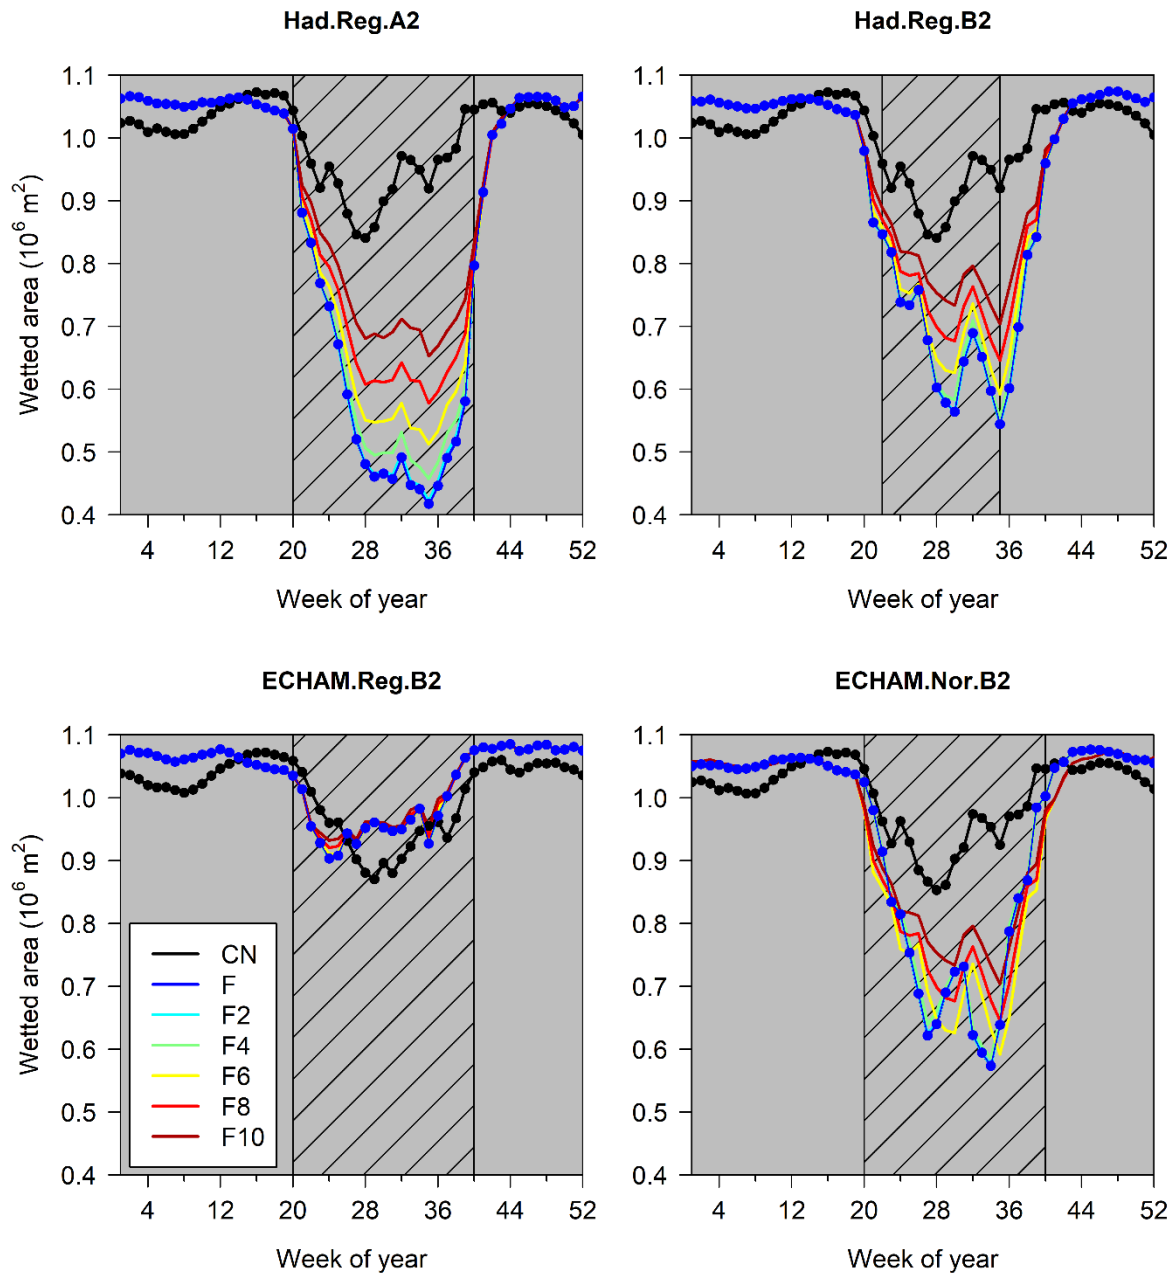 Had.Reg.A2
Had.Reg.B2
1.1
1.0
0.9
0.8
0.7
0.6
0.5
0.4
Wetted area (10⁶ m²)
4 12 20 28 36 44 52
Week of year
1.1
1.0
0.9
0.8
0.7
0.6
0.5
0.4
4 12 20 28 36 44 52
Week of year
ECHAM.Reg.B2
ECHAM.Nor.B2
1.1
1.0
0.9
0.8
0.7
0.6
0.5
0.4
Wetted area (10⁶ m²)
CN
F
F2
F4
F6
F8
F10
4 12 20 28 36 44 52
Week of year
1.1
1.0
0.9
0.8
0.7
0.6
0.5
0.4
4 12 20 28 36 44 52
Week of year